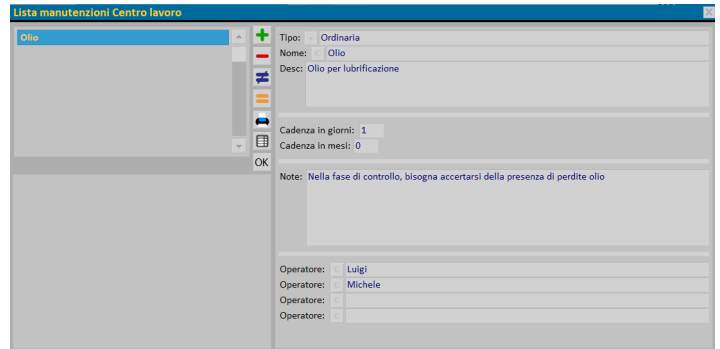 Lista manutenzioni Centro lavoro
Olio
OK
Tipo: Ordinaria
Nome: C Olio
Desc: Olio per lubrificazione
Cadenza in giorni: 1
Cadenza in mesi: 0
Note: Nella fase di controllo, bisogna accertarsi della presenza di perdite olio
Operatore: C Luigi
Operatore: C Michele
Operatore: C
Operatore: C